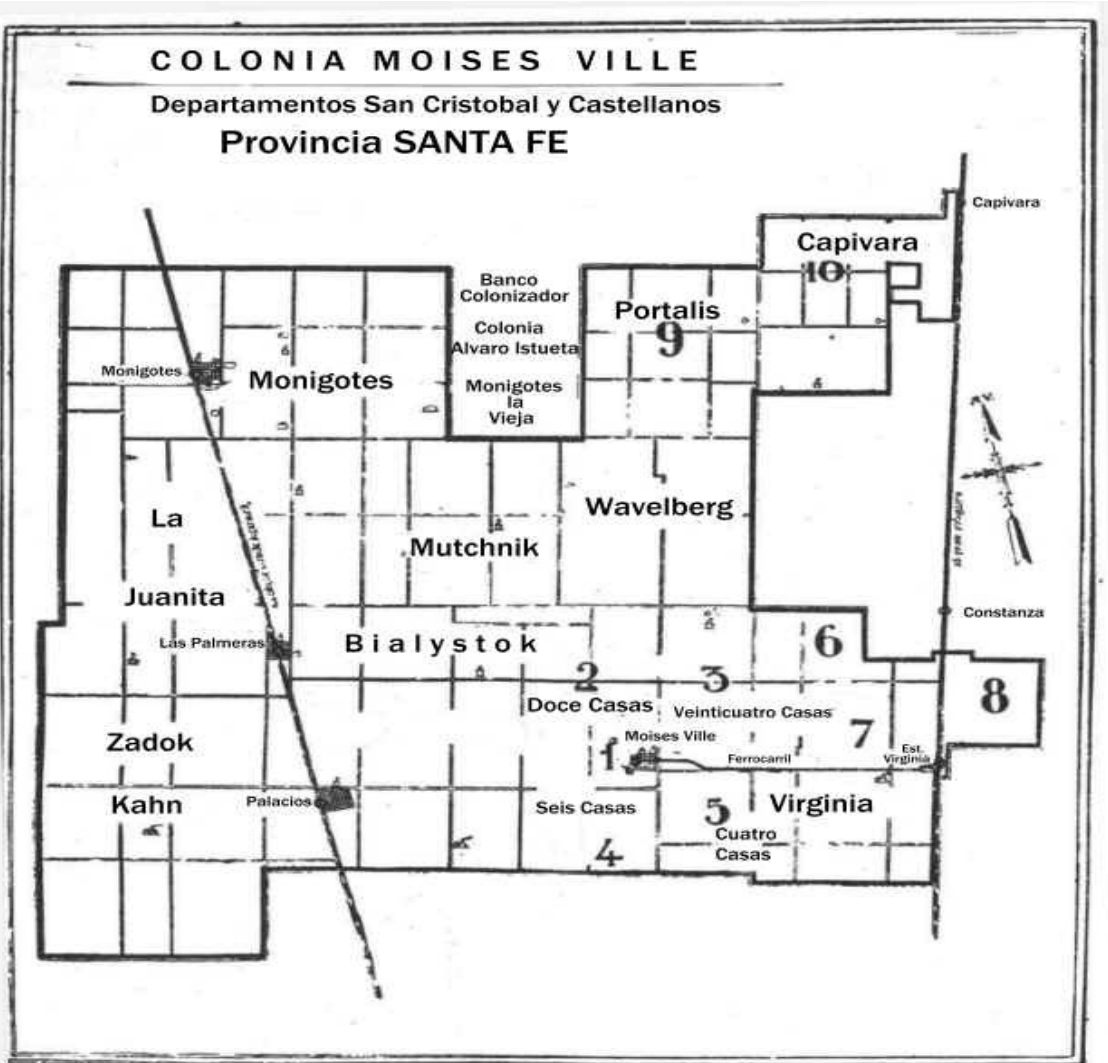 COLONIA MOISES VILLE
Departamentos San Cristobal y Castellanos
Provincia SANTA FE
Capivara
Capivara
10
Banco
Colonizador
Colonia
Alvaro Istueta
Monigotes
la
Vieja
Portalis
9
Monigotes
Monigotes
La
Juanita
Mutchnik
Wavelberg
Constanza
Las Palmeras
Bialystok
2
3
6
8
Doce Casas
Veinticuatro Casas
7
Zadok
Kahn
Moises Ville
1
Ferrocarril
Est.
Virginia
Palacios
Seis Casas
5
Virginia
Cuatro
Casas
4